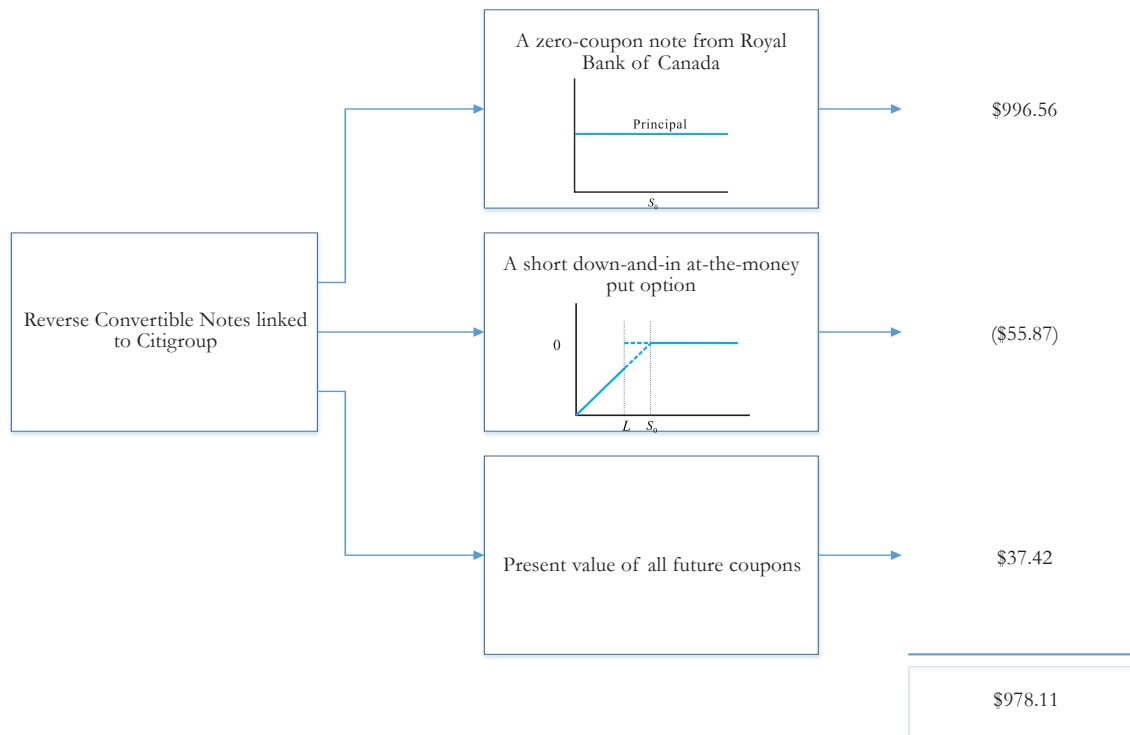 A zero-coupon note from Royal
Bank of Canada
Principal
S₀
$996.56
Reverse Convertible Notes linked
to Citigroup
A short down-and-in at-the-money
put option
0
L S₀
($55.87)
Present value of all future coupons
$37.42
$978.11